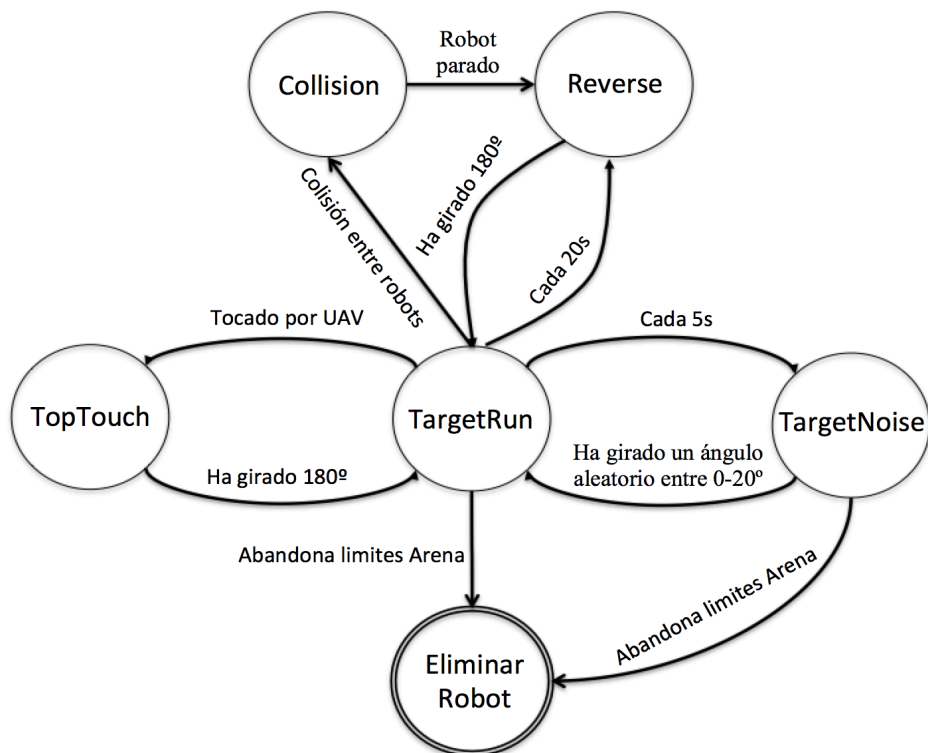 Robot
parado
Collision
Reverse
Ha girado 180º
Colisión entre robots
Cada 20s
Tocado por UAV
Cada 5s
TopTouch
TargetRun
TargetNoise
Ha girado un ángulo
aleatorio entre 0-20º
Ha girado 180º
Abandona limites Arena
Abandona limites Arena
Eliminar
Robot